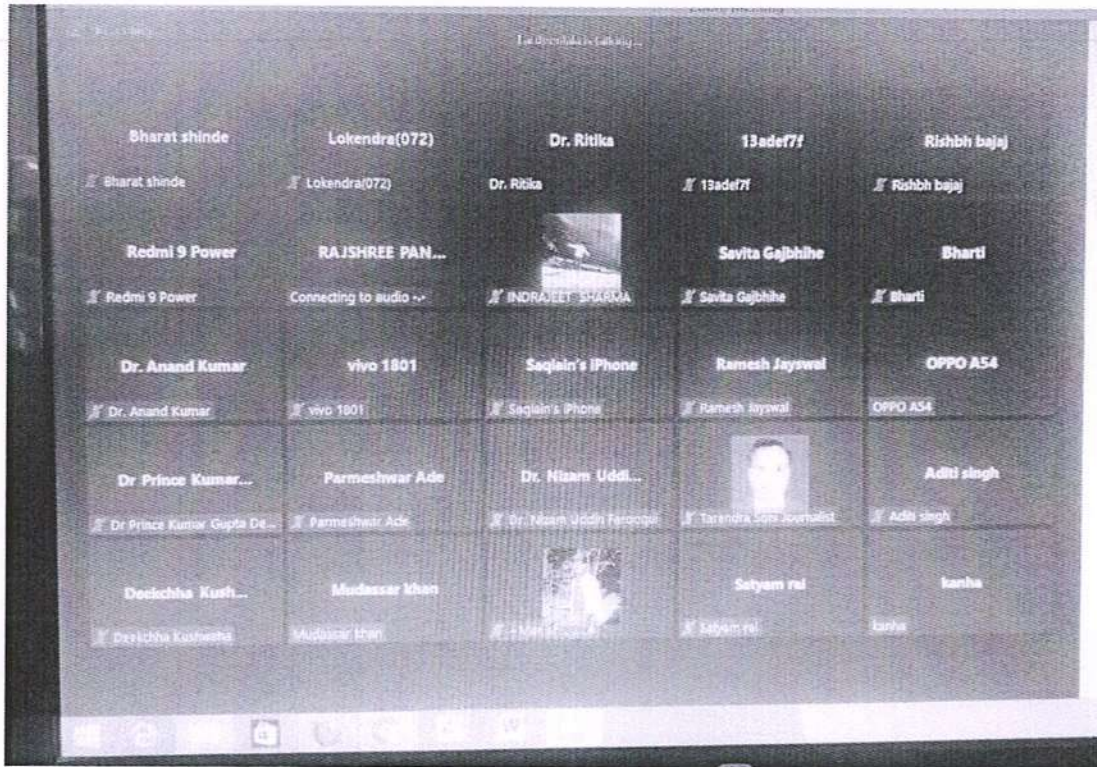 Bharat shinde Lokendra(072) Dr. Ritika 13adef7f Rishbh bajaj
Bharat shinde Lokendra(072) Dr. Ritika 13adef7f Rishbh bajaj
Redmi 9 Power RAJSHREE PAN... Savita Gajbhihe Bharti
Redmi 9 Power Connecting to audio INDRAJEET SHARMA Savita Gajbhihe Bharti
Dr. Anand Kumar vivo 1801 Saqlain's iPhone Ramesh Jayswal OPPO A54
Dr. Anand Kumar vivo 1801 Saqlain's iPhone Ramesh Jayswal OPPO A54
Dr Prince Kumar... Parmeshwar Ade Dr. Nizam Uddi... Aditi singh
Dr Prince Kumar Gupta De... Parmeshwar Ade Dr. Nizam Uddin Farooqui Tarendra Soni Journalist Aditi singh
Deekchha Kush... Mudassar khan Satyam rai kanha
Deekchha Kushwaha Mudassar khan Satyam rai kanha